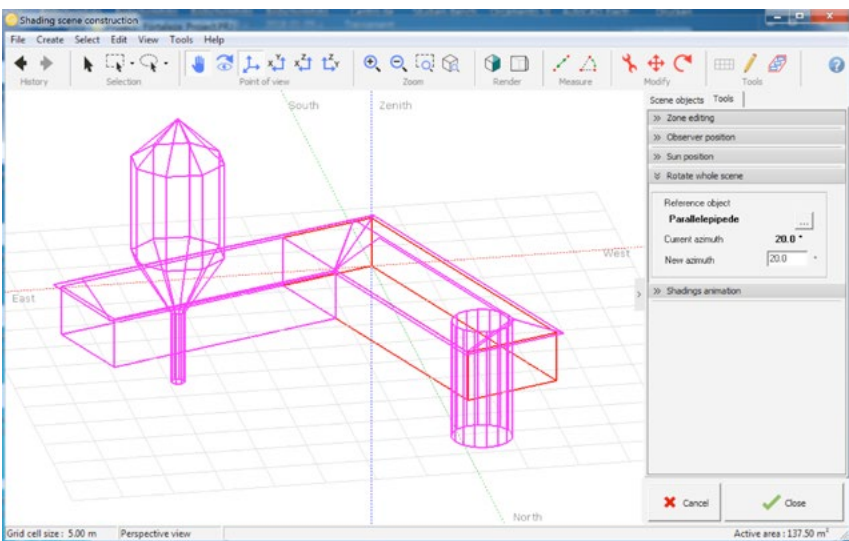 Shading scene construction
File Create Select Edit View Tools Help
History Selection Point of view Zoom Render Measure Modify Tools
South Zenith
West
East
North
Scene objects Tools
Zone editing
Observer position
Sun position
Rotate whole scene
Reference object
Parallelepipede ...
Current azimuth 20.0 °
New azimuth 20.0 °
Shadings animation
Cancel Close
Grid cell size : 5.00 m Perspective view Active area : 137.50 m²